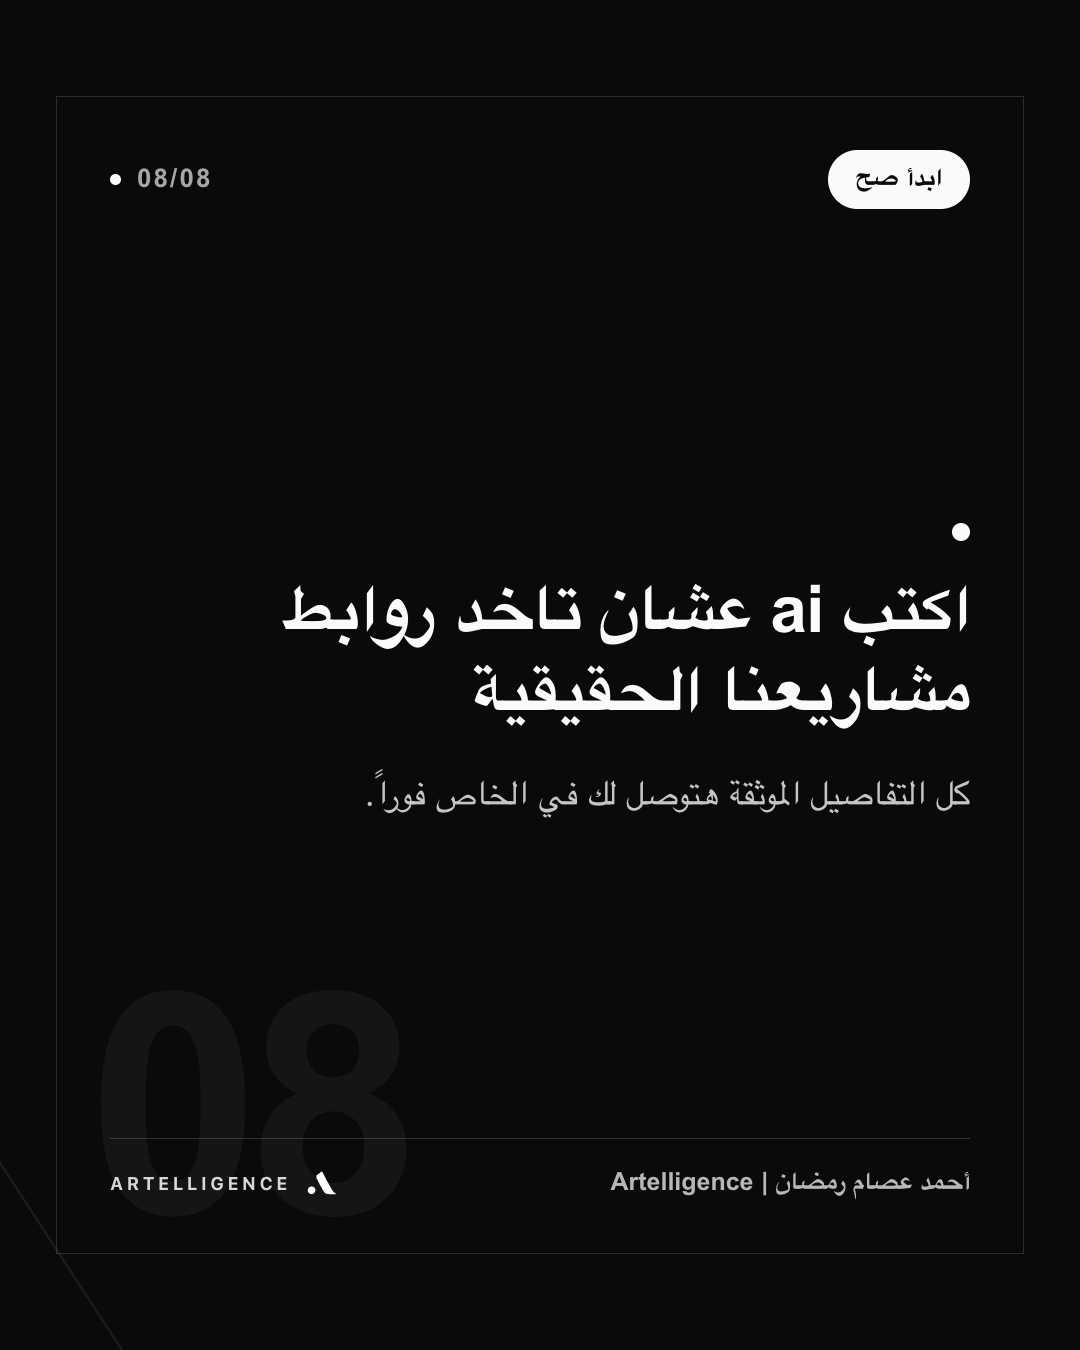 ابدأ صح
08/08
اكتب ai عشان تاخد روابط
مشاريعنا الحقيقية
كل التفاصيل الموثقة هتوصل لك في الخاص فوراً.
08
أحمد عصام رمضان | Artelligence
ARTELLIGENCE